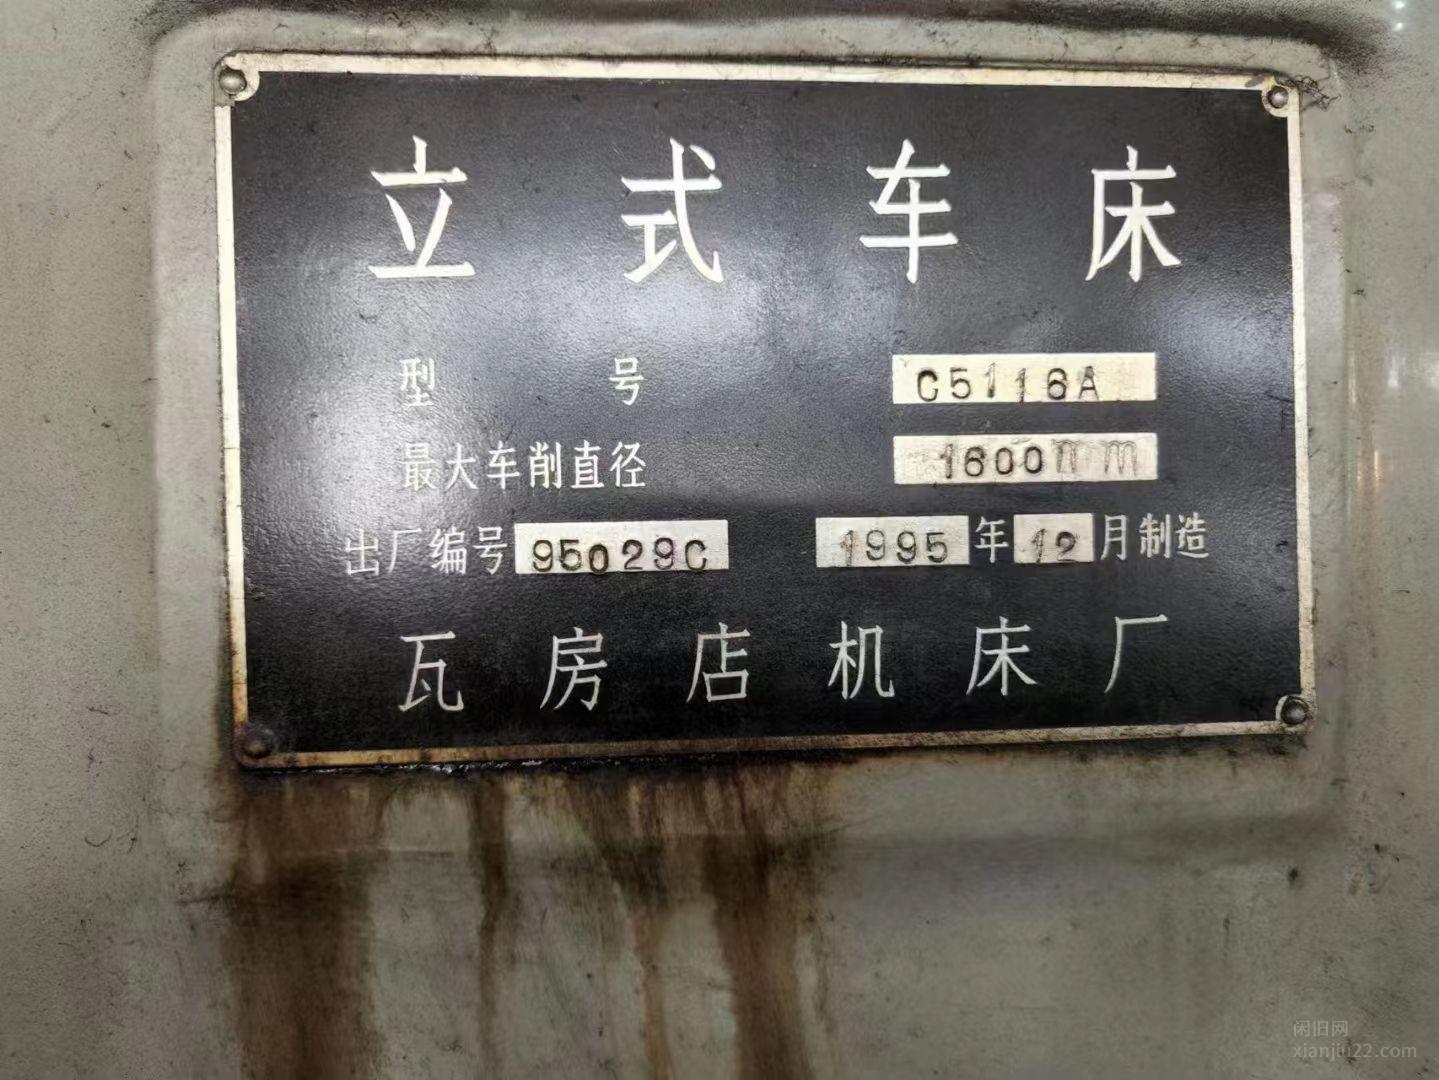 立式车床
型号 C5116A
最大车削直径 1600mm
出厂编号 95029C 1995年12月制造
瓦房店机床厂
闲旧网
xianjiu22.com